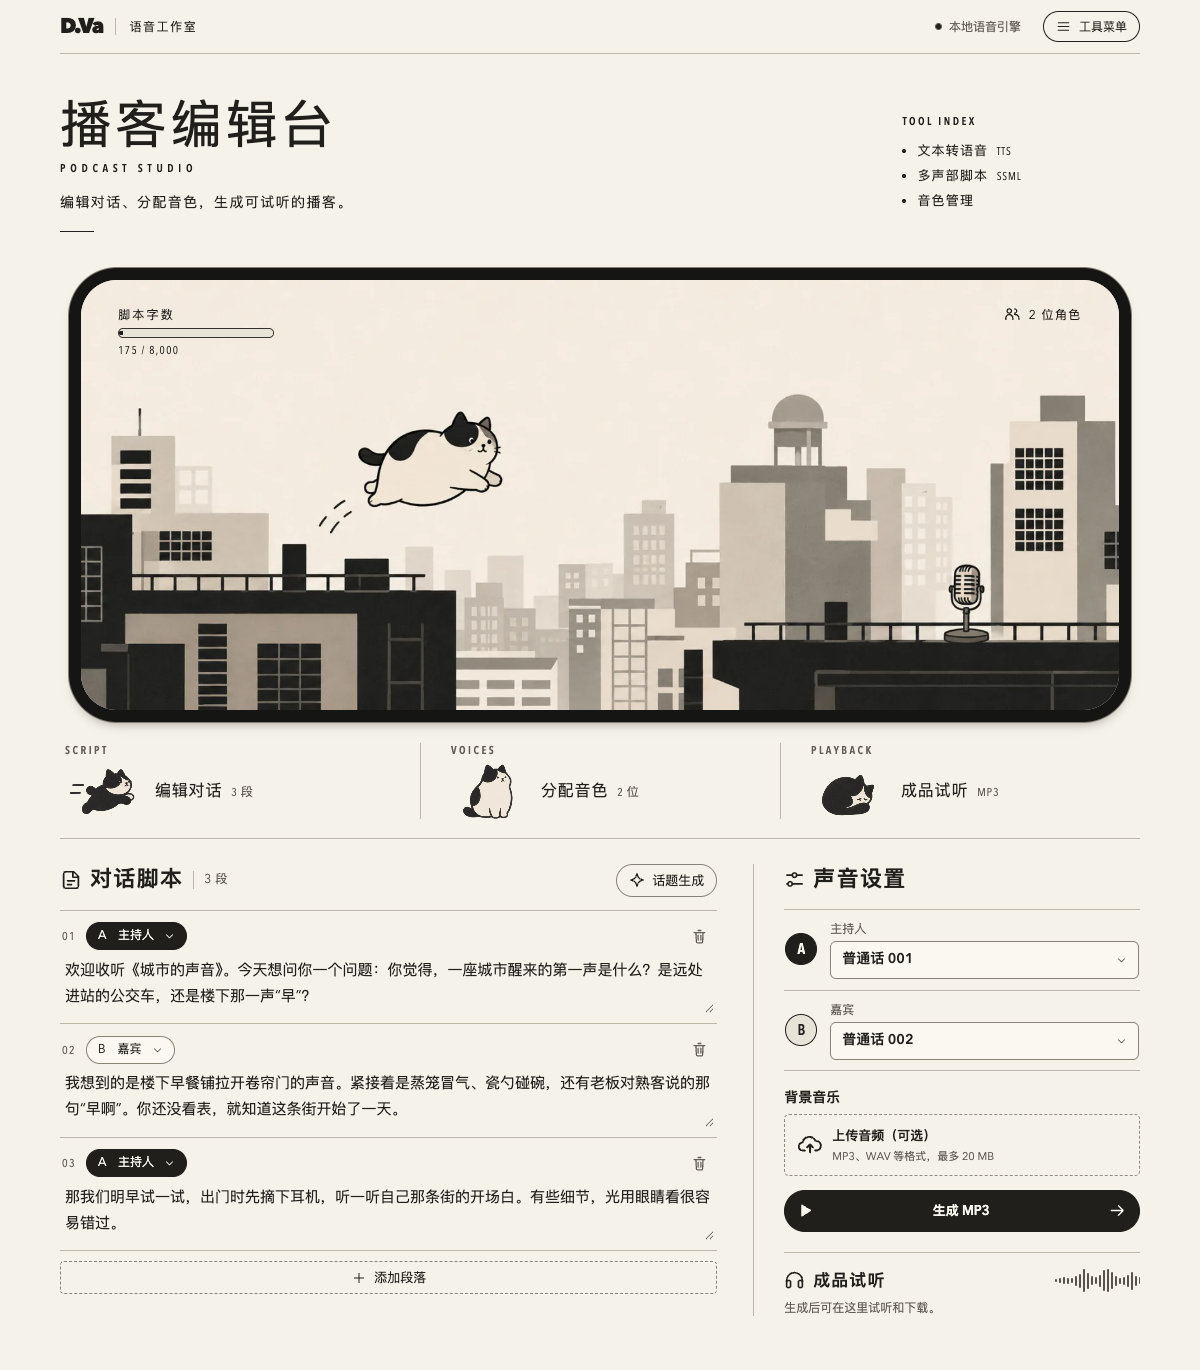 D.Va 语音工作室
本地语音引擎
工具菜单
播客编辑台
PODCAST STUDIO
编辑对话、分配音色，生成可试听的播客。
TOOL INDEX
文本转语音 TTS
多声部脚本 SSML
音色管理
脚本字数
175 / 8,000
2 位角色
SCRIPT
编辑对话 3 段
VOICES
分配音色 2 位
PLAYBACK
成品试听 MP3
对话脚本 3 段
话题生成
01 A 主持人
欢迎收听《城市的声音》。今天想问你一个问题：你觉得，一座城市醒来的第一声是什么？是远处
进站的公交车，还是楼下那一声“早”？
02 B 嘉宾
我想到的是楼下早餐铺拉开卷帘门的声音。紧接着是蒸笼冒气、瓷勺碰碗，还有老板对熟客说的那
句“早啊”。你还没看表，就知道这条街开始了一天。
03 A 主持人
那我们明早试一试，出门时先摘下耳机，听一听自己那条街的开场白。有些细节，光用眼睛看很容
易错过。
添加段落
声音设置
主持人
A 普通话 001
嘉宾
B 普通话 002
背景音乐
上传音频（可选）
MP3、WAV 等格式，最多 20 MB
生成 MP3
成品试听
生成后可在这里试听和下载。